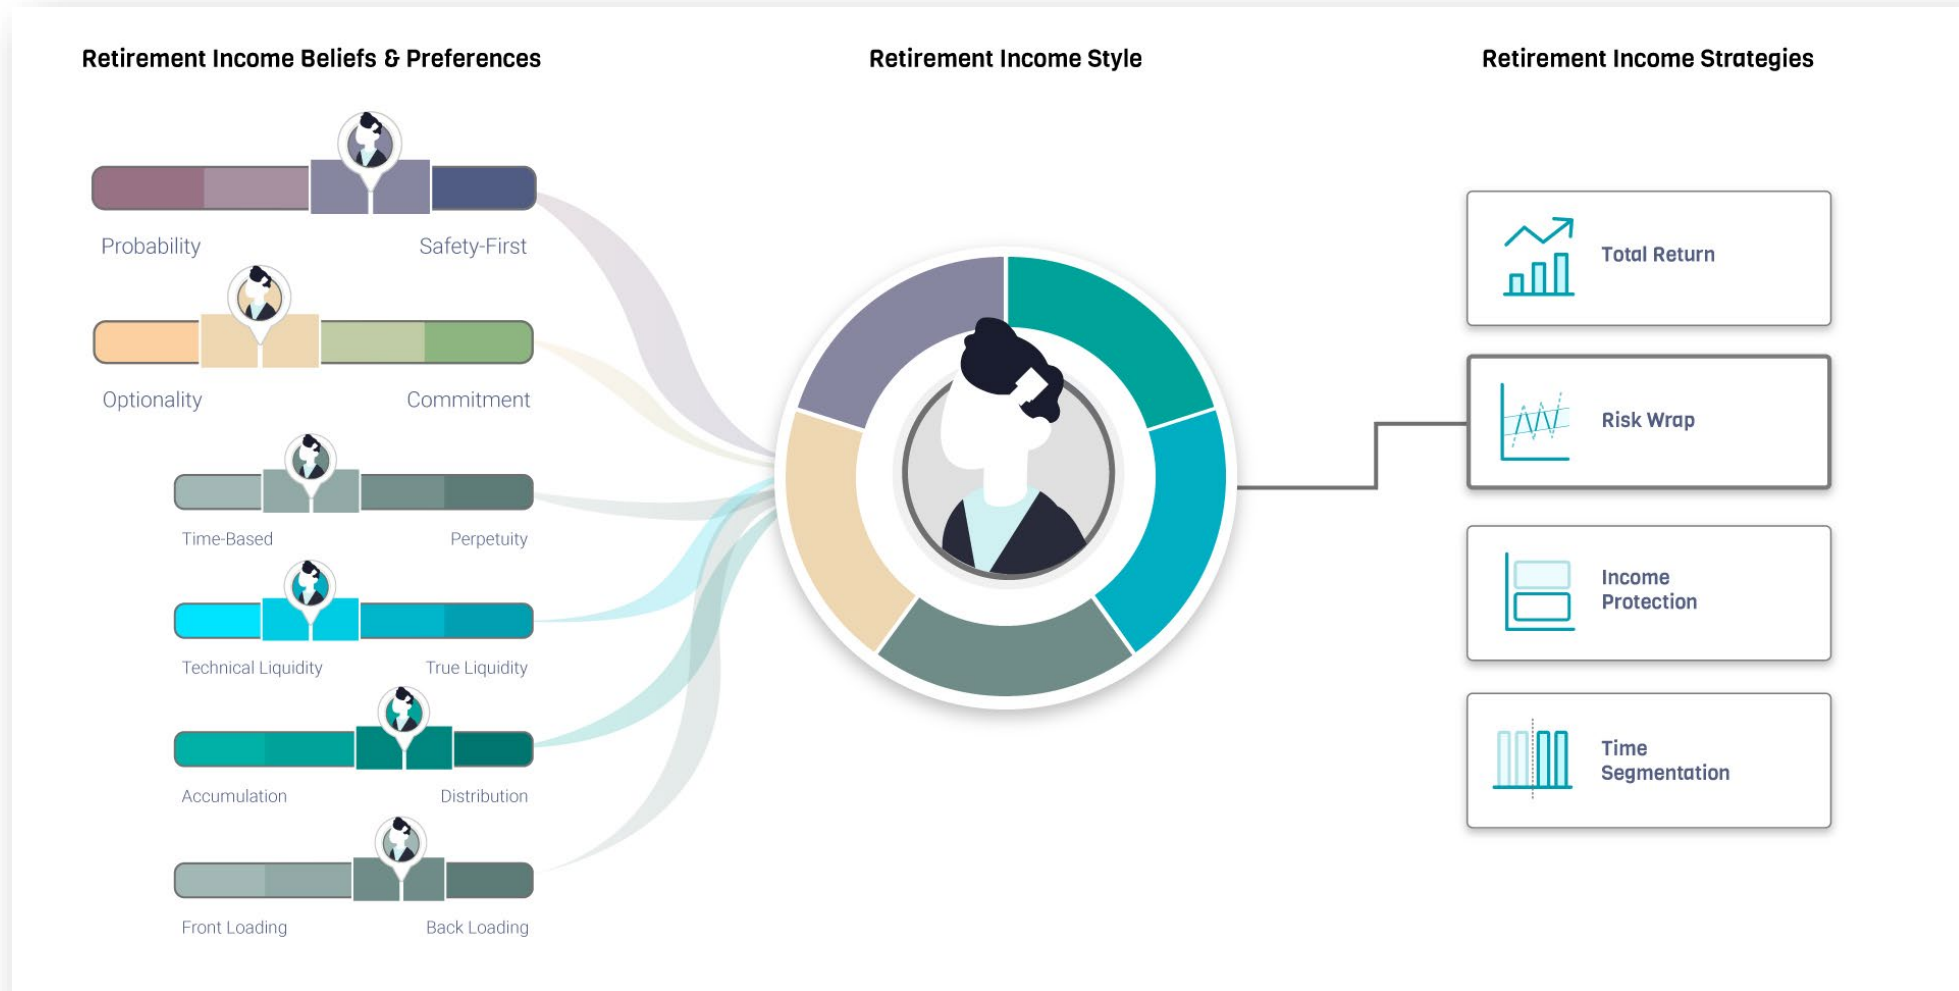 Retirement Income Beliefs & Preferences
Probability
Safety-First
Optionality
Commitment
Time-Based
Perpetuity
Technical Liquidity
True Liquidity
Accumulation
Distribution
Front Loading
Back Loading
Retirement Income Style
Retirement Income Strategies
Total Return
Risk Wrap
Income
Protection
Time
Segmentation